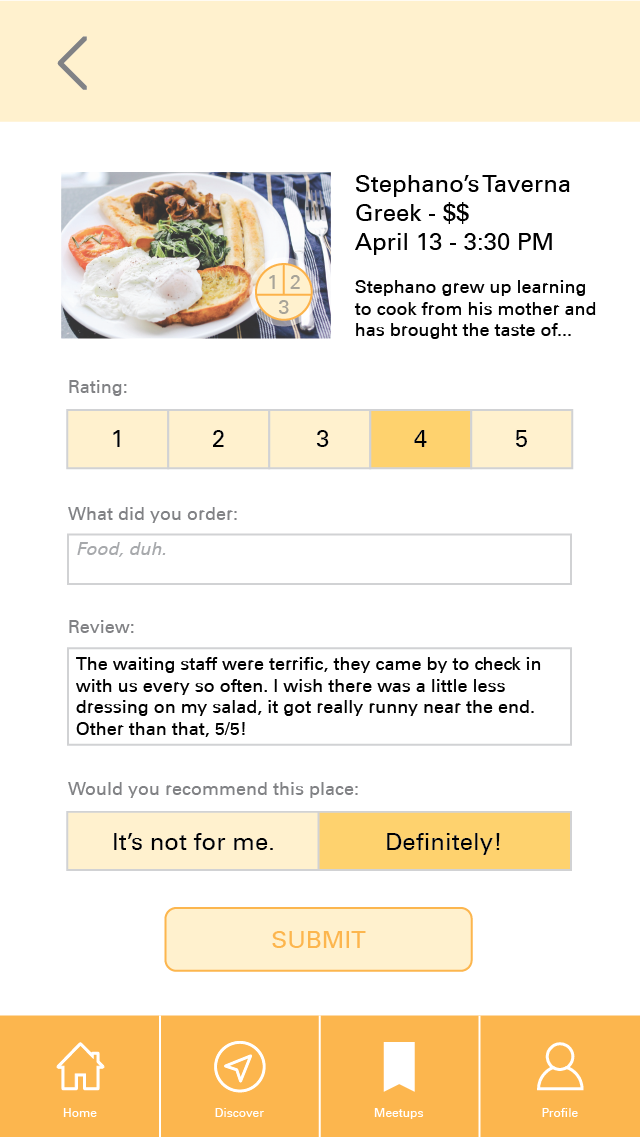 Stephano's Taverna
Greek - $$
April 13 - 3:30 PM
Stephano grew up learning
to cook from his mother and
has brought the taste of...
1 2
3
Rating:
1 2 3 4 5
What did you order:
Food, duh.
Review:
The waiting staff were terrific, they came by to check in
with us every so often. I wish there was a little less
dressing on my salad, it got really runny near the end.
Other than that, 5/5!
Would you recommend this place:
It's not for me. Definitely!
SUBMIT
Home Discover Meetups Profile